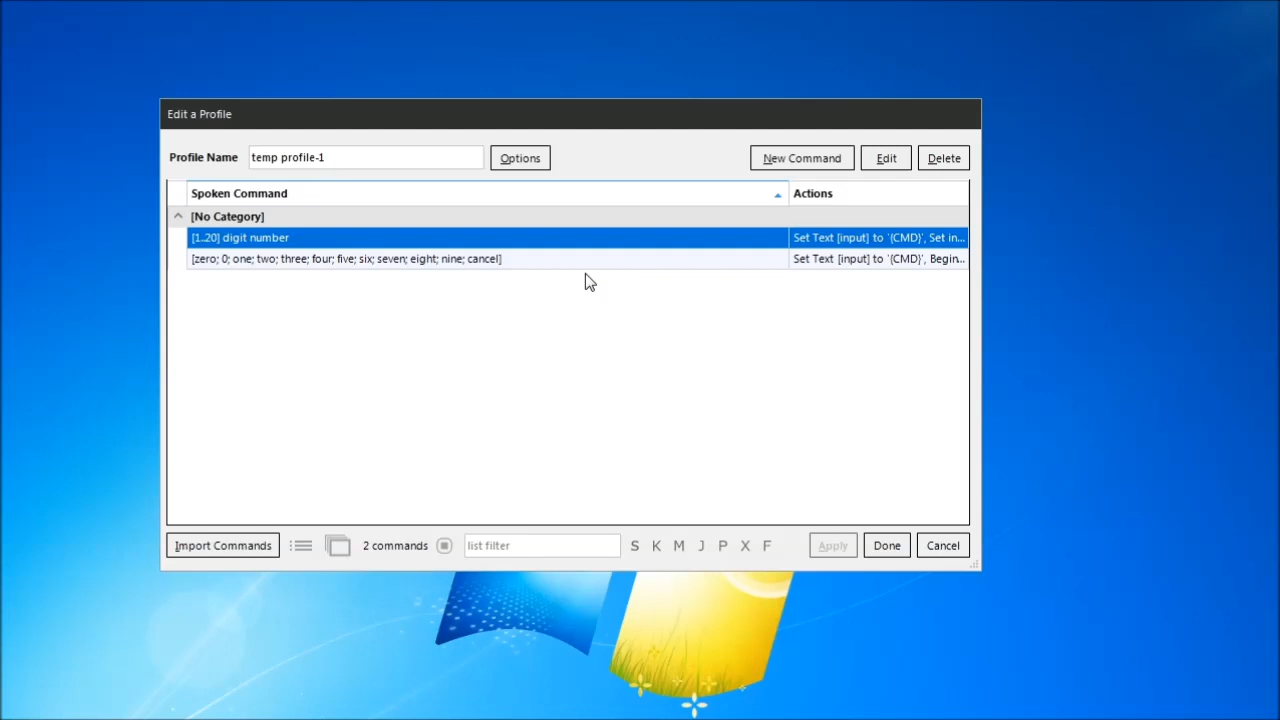 Edit a Profile
Profile Name temp profile-1 Options New Command Edit Delete
Spoken Command Actions
[No Category]
[1..20] digit number Set Text [input] to '{CMD}', Set in...
[zero; 0; one; two; three; four; five; six; seven; eight; nine; cancel] Set Text [input] to '{CMD}', Begin...
Import Commands 2 commands list filter S K M J P X F Apply Done Cancel